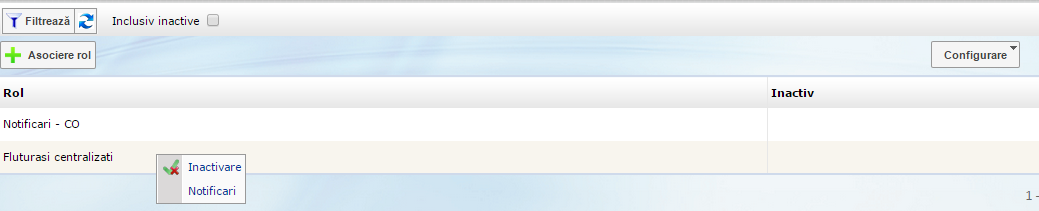 Filtrează Inclusiv inactive
Asociere rol Configurare
Rol Inactiv
Notificari - CO
Fluturasi centralizati
Inactivare
Notificari
1 -